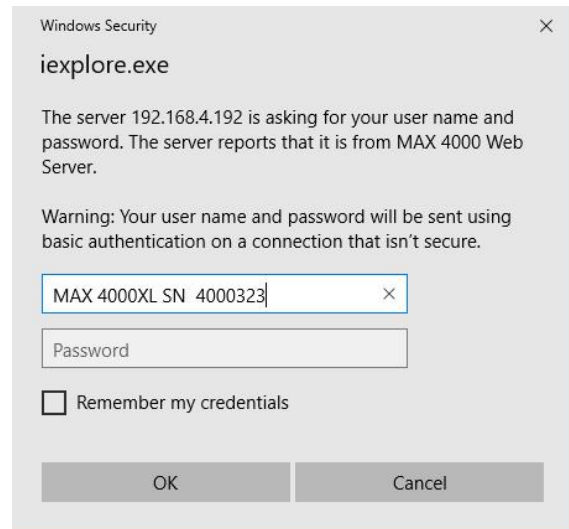 Windows Security
iexplore.exe
The server 192.168.4.192 is asking for your user name and
password. The server reports that it is from MAX 4000 Web
Server.
Warning: Your user name and password will be sent using
basic authentication on a connection that isn't secure.
MAX 4000XL SN  4000323
Password
Remember my credentials
OK
Cancel